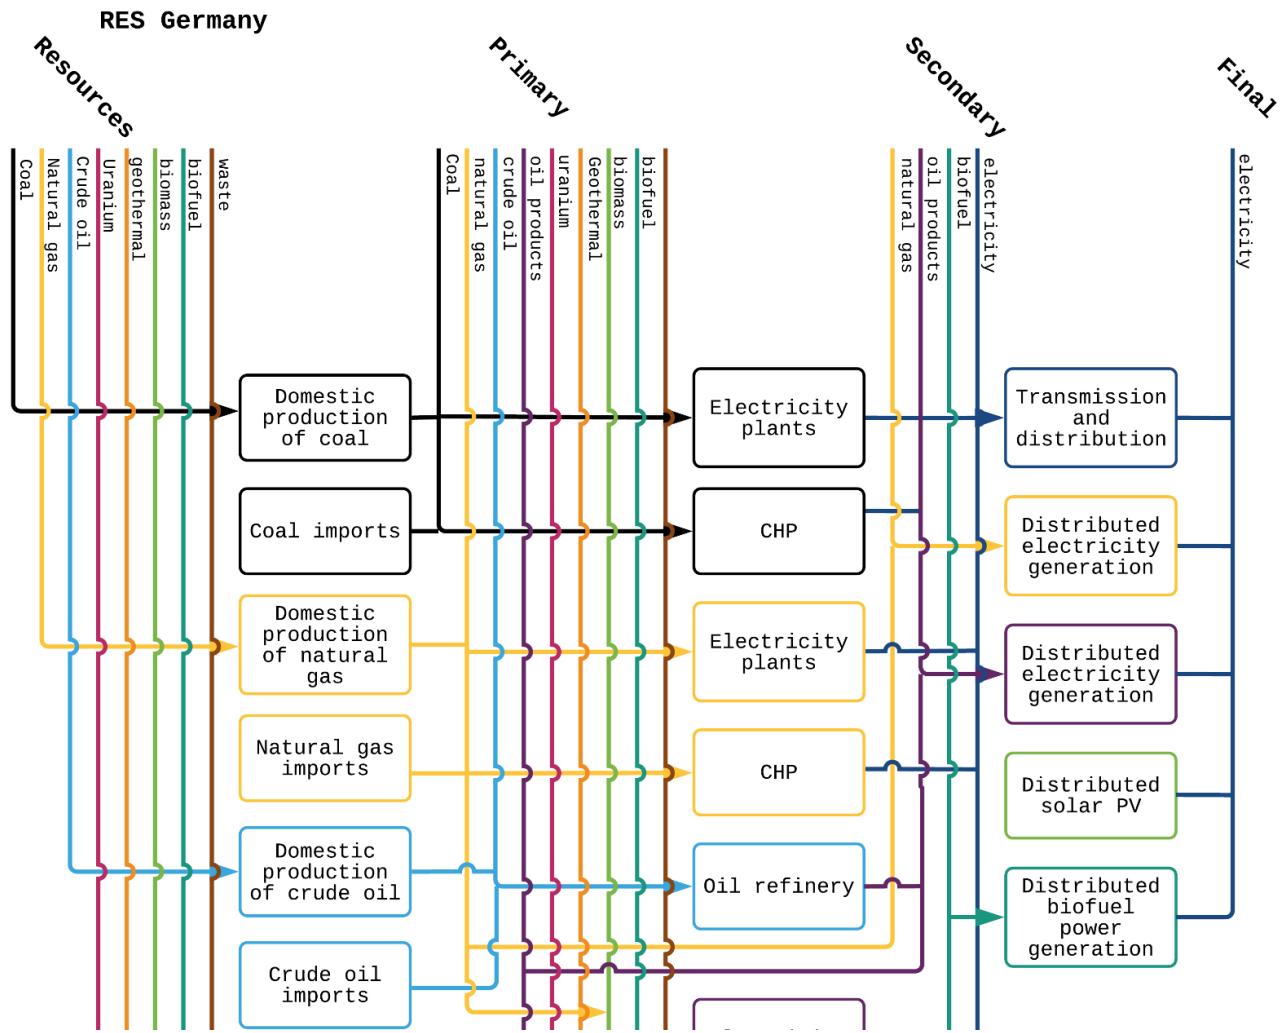 RES Germany
Resources
Primary
Secondary
Final
Coal
Natural gas
Crude oil
Uranium
geothermal
biomass
biofuel
waste
Coal
natural gas
crude oil
oil products
uranium
Geothermal
biomass
biofuel
natural gas
oil products
biofuel
electricity
electricity
Domestic
production
of coal
Electricity
plants
Transmission
and
distribution
Coal imports
CHP
Distributed
electricity
generation
Domestic
production
of natural
gas
Electricity
plants
Distributed
electricity
generation
Natural gas
imports
CHP
Distributed
solar PV
Domestic
production
of crude oil
Oil refinery
Distributed
biofuel
power
generation
Crude oil
imports